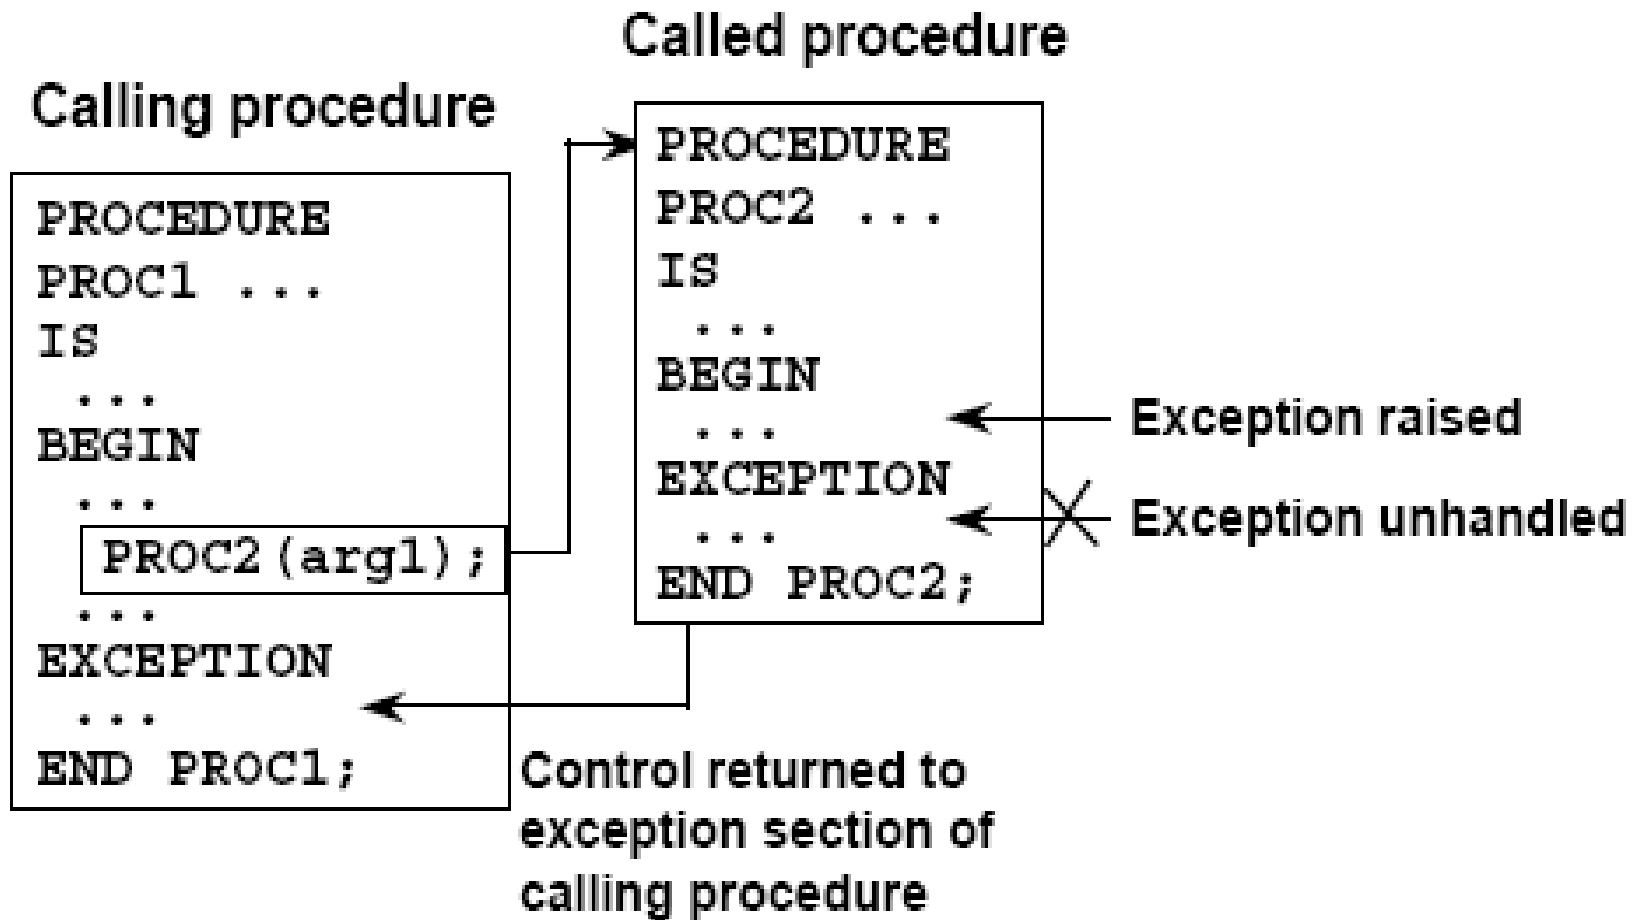 Called procedure
Calling procedure
PROCEDURE
PROC1 ...
IS
...
BEGIN
...
PROC2(arg1);
...
EXCEPTION
...
END PROC1;
PROCEDURE
PROC2 ...
IS
...
BEGIN
...
EXCEPTION
...
END PROC2;
Exception raised
Exception unhandled
Control returned to
exception section of
calling procedure